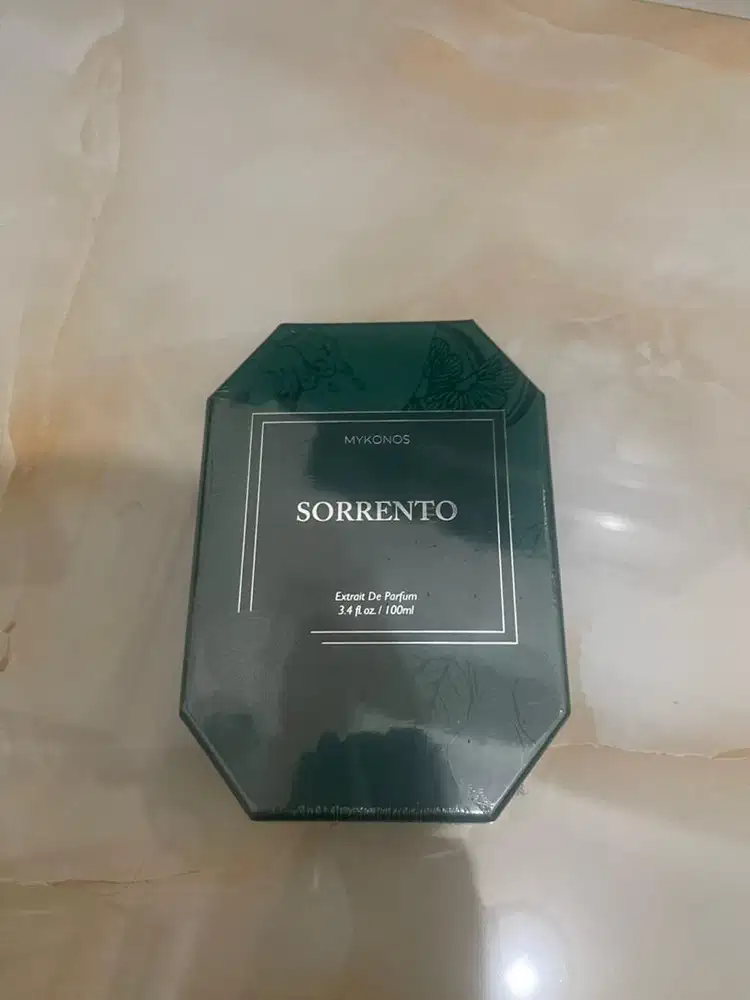 MYKONOS
SORRENTO
Extrait De Parfum
3.4 fl. oz. / 100ml